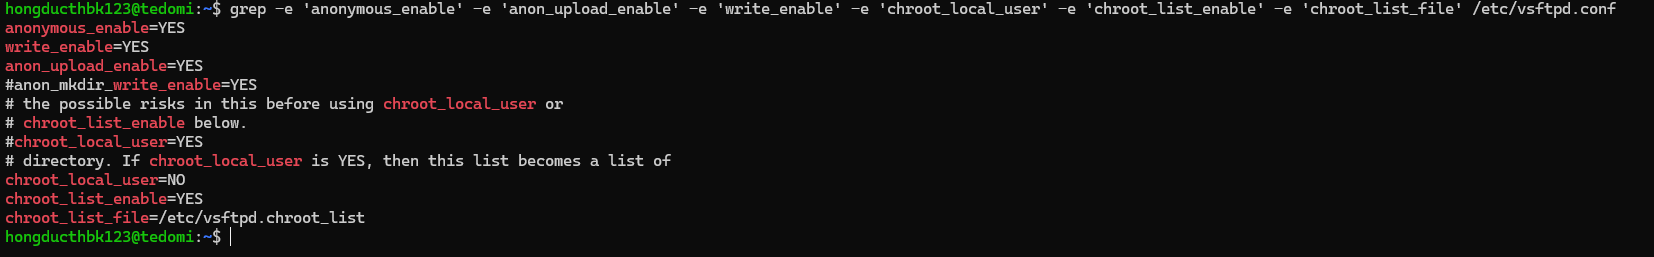 hongducthbk123@tedomi:~$ grep -e 'anonymous_enable' -e 'anon_upload_enable' -e 'write_enable' -e 'chroot_local_user' -e 'chroot_list_enable' -e 'chroot_list_file' /etc/vsftpd.conf
anonymous_enable=YES
write_enable=YES
anon_upload_enable=YES
#anon_mkdir_write_enable=YES
# the possible risks in this before using chroot_local_user or
# chroot_list_enable below.
#chroot_local_user=YES
# directory. If chroot_local_user is YES, then this list becomes a list of
chroot_local_user=NO
chroot_list_enable=YES
chroot_list_file=/etc/vsftpd.chroot_list
hongducthbk123@tedomi:~$